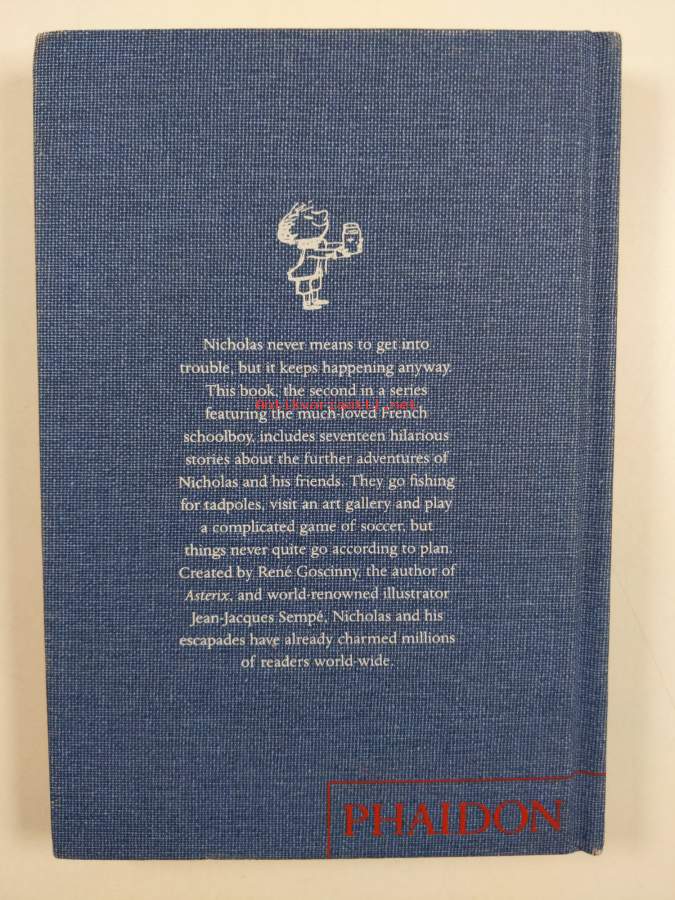 Nicholas never means to get into
trouble, but it keeps happening anyway.
This book, the second in a series
Antikvariaatti.net
featuring the much-loved French
schoolboy, includes seventeen hilarious
stories about the further adventures of
Nicholas and his friends. They go fishing
for tadpoles, visit an art gallery and play
a complicated game of soccer, but
things never quite go according to plan.
Created by René Goscinny, the author of
Asterix, and world-renowned illustrator
Jean-Jacques Sempé, Nicholas and his
escapades have already charmed millions
of readers world-wide.
PHAIDON